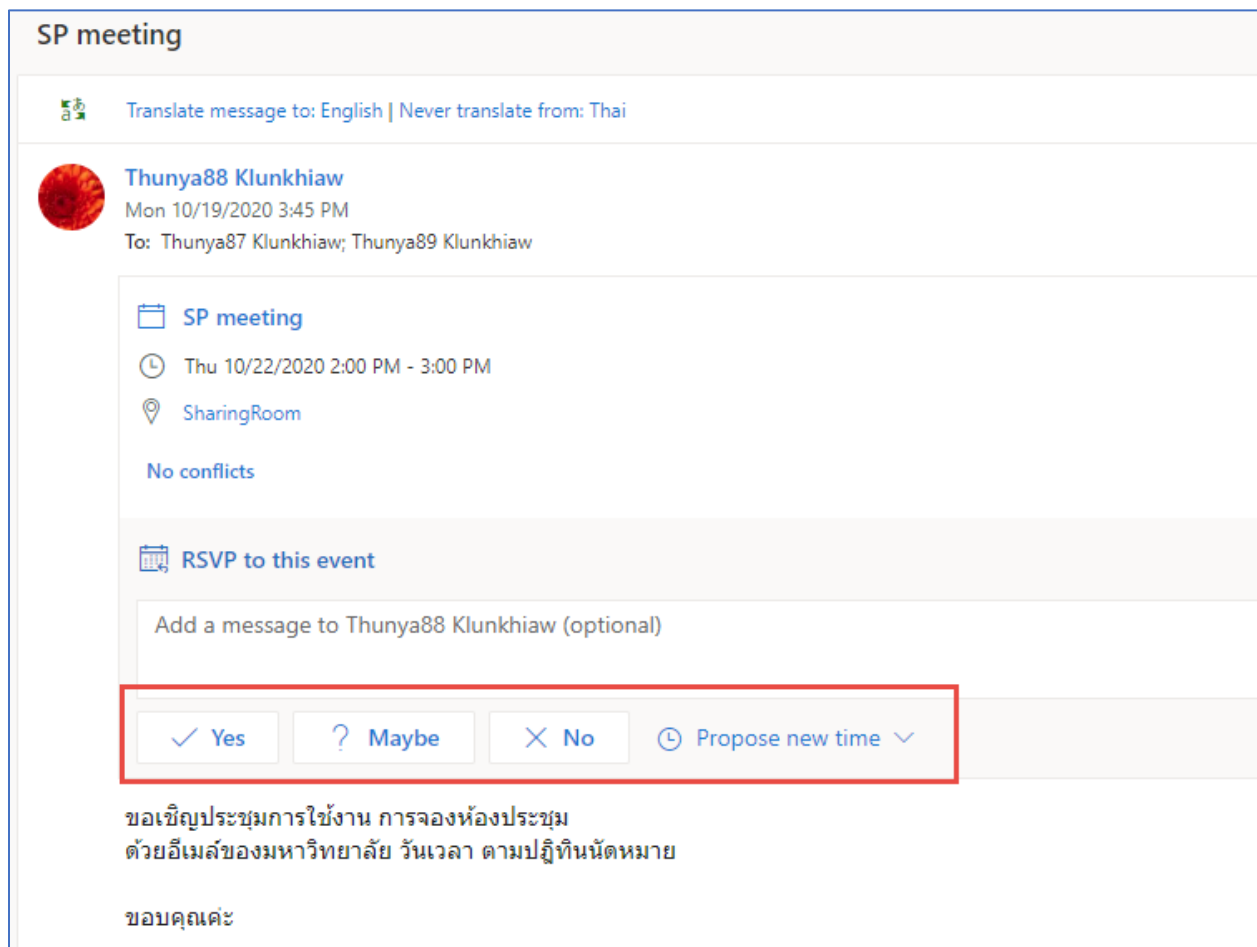 SP meeting
Translate message to: English | Never translate from: Thai
Thunya88 Klunkhiaw
Mon 10/19/2020 3:45 PM
To: Thunya87 Klunkhiaw; Thunya89 Klunkhiaw
SP meeting
Thu 10/22/2020 2:00 PM - 3:00 PM
SharingRoom
No conflicts
RSVP to this event
Add a message to Thunya88 Klunkhiaw (optional)
Yes Maybe No Propose new time
ขอเชิญประชุมการใช้งาน การจองห้องประชุม
ด้วยอีเมล์ของมหาวิทยาลัย วันเวลา ตามปฎิทินนัดหมาย
ขอบคุณค่ะ